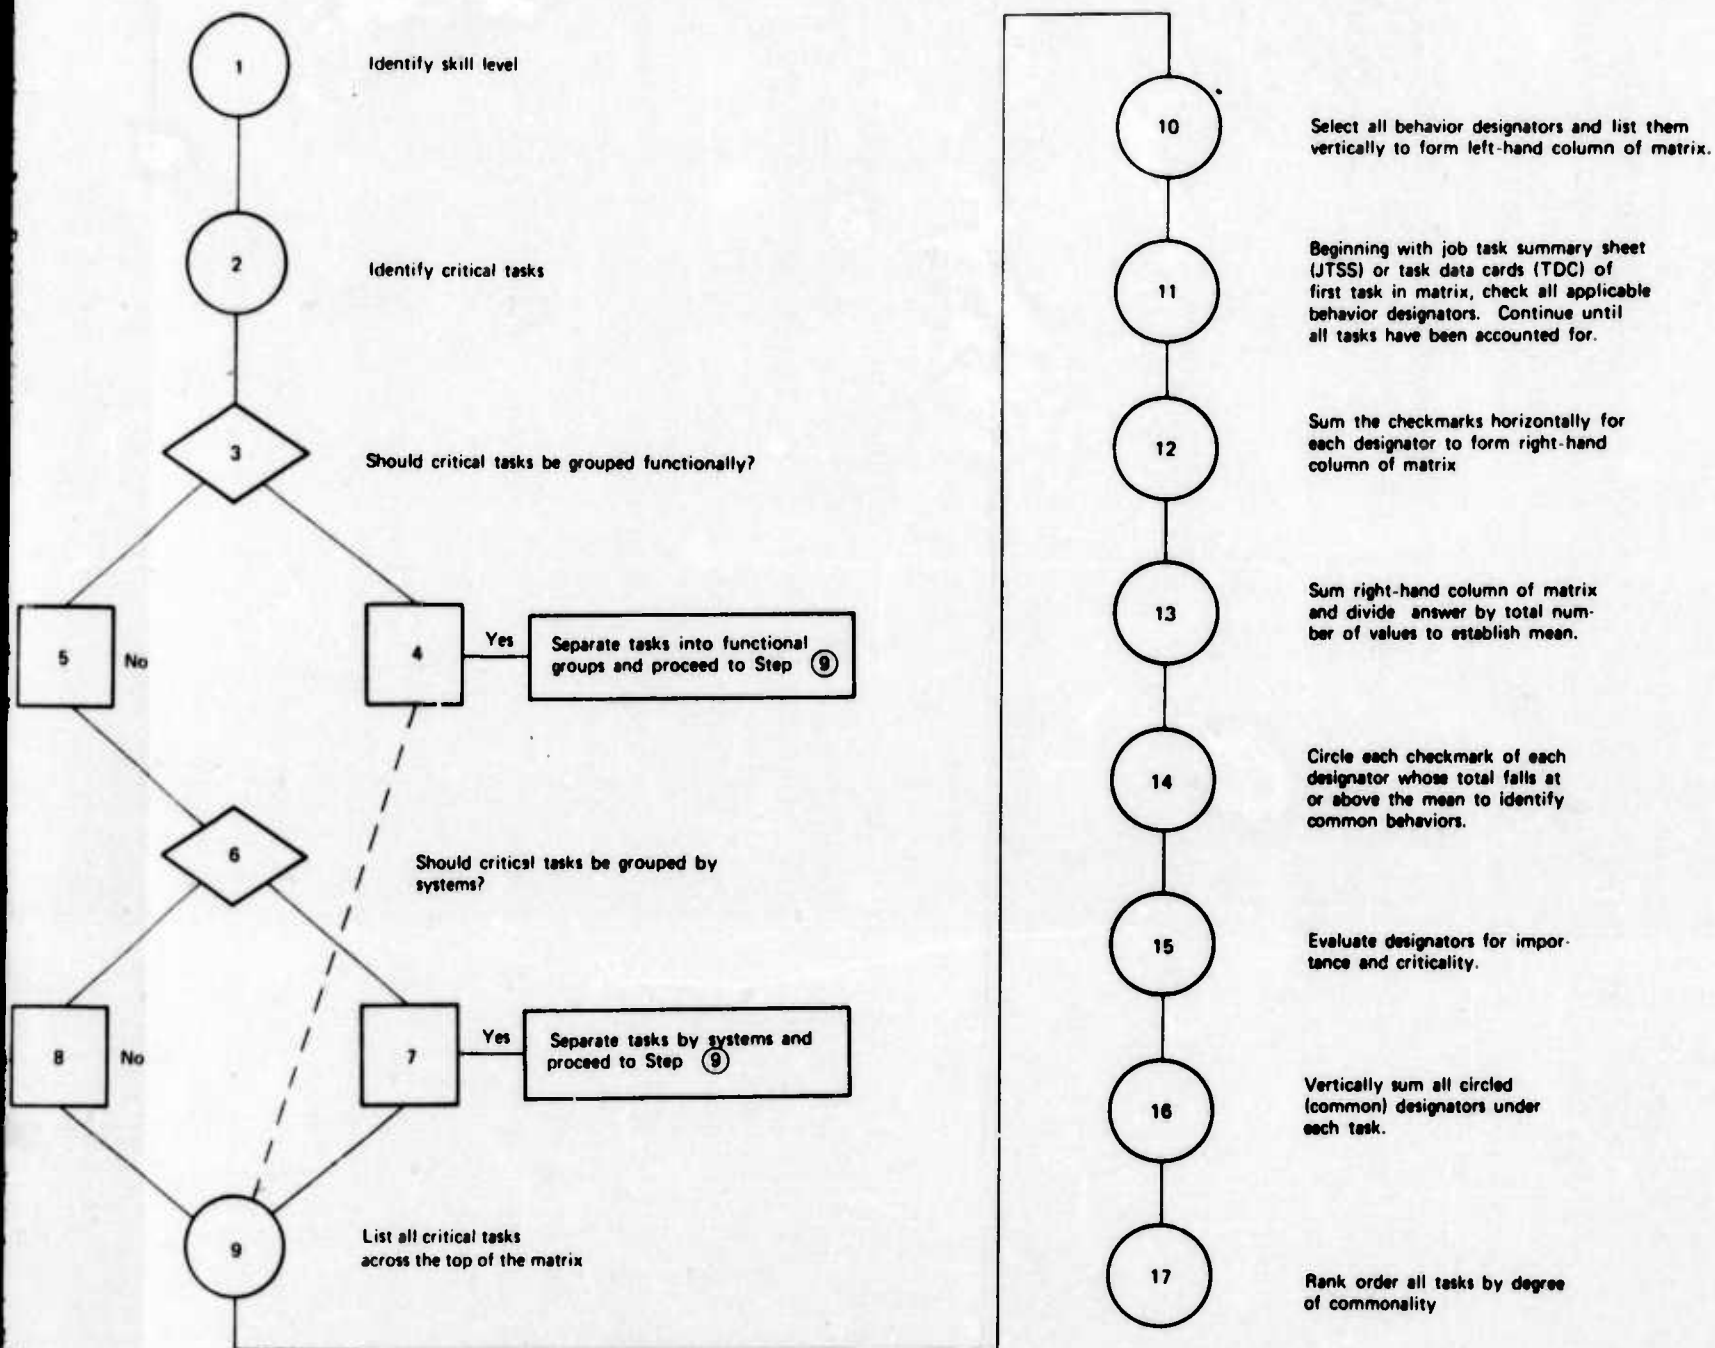 1
Identify skill level
2
Identify critical tasks
3
Should critical tasks be grouped functionally?
5
No
4
Yes
Separate tasks into functional
groups and proceed to Step 9
6
Should critical tasks be grouped by
systems?
8
No
7
Yes
Separate tasks by systems and
proceed to Step 9
9
List all critical tasks
across the top of the matrix
10
Select all behavior designators and list them
vertically to form left-hand column of matrix.
11
Beginning with job task summary sheet
(JTSS) or task data cards (TDC) of
first task in matrix, check all applicable
behavior designators. Continue until
all tasks have been accounted for.
12
Sum the checkmarks horizontally for
each designator to form right-hand
column of matrix
13
Sum right-hand column of matrix
and divide answer by total num-
ber of values to establish mean.
14
Circle each checkmark of each
designator whose total falls at
or above the mean to identify
common behaviors.
15
Evaluate designators for impor-
tance and criticality.
16
Vertically sum all circled
(common) designators under
each task.
17
Rank order all tasks by degree
of commonality